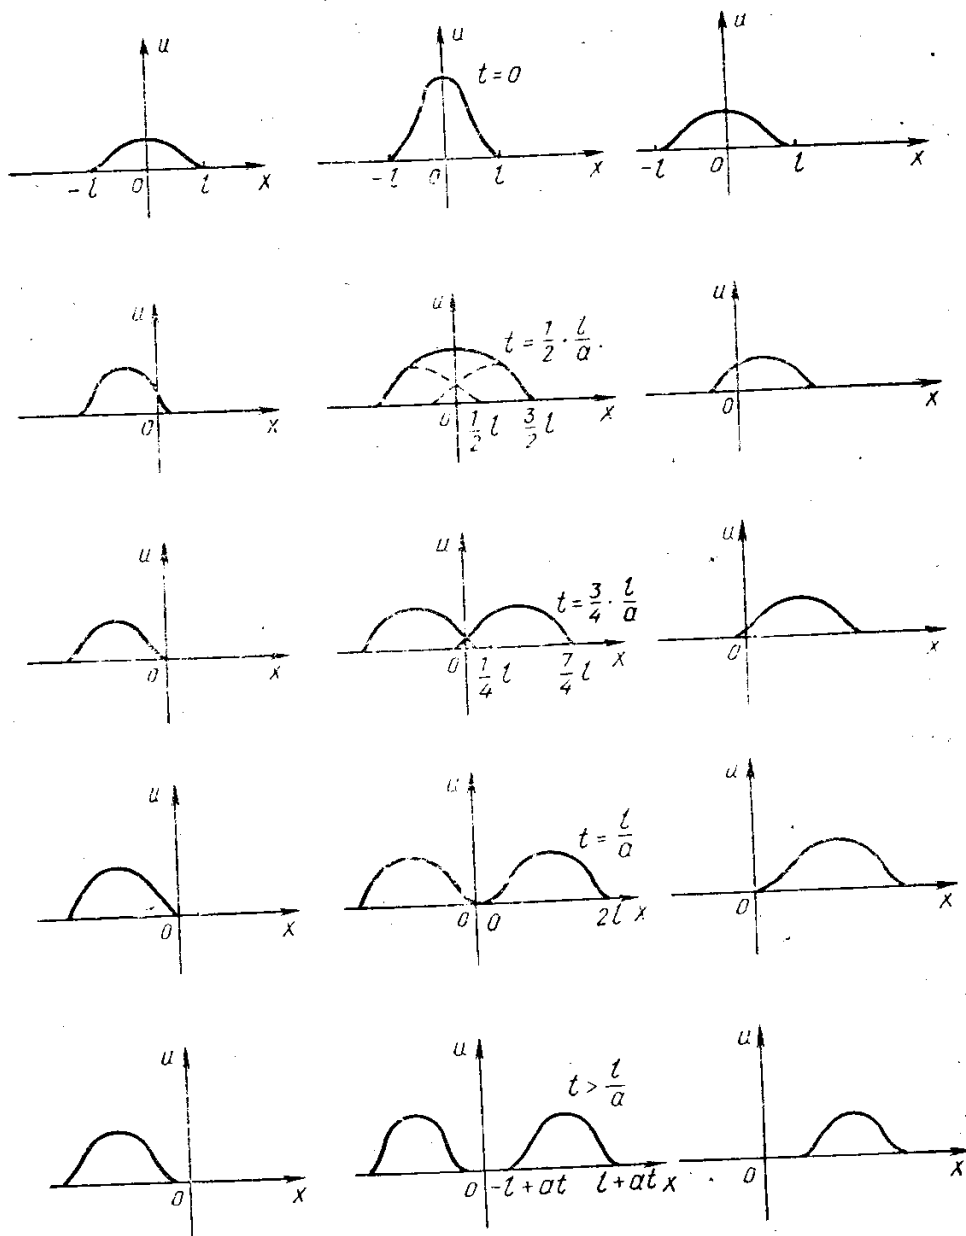 u u u
t = 0
-l 0 l x -l 0 l x -l 0 l x
u u u
t = 1/2 · l/a.
0 x 0 1/2 l 3/2 l x 0 x
u u u
t = 3/4 · l/a
0 x 0 1/4 l 7/4 l x 0 x
u u u
t = l/a
0 x 0 0 2l x 0 x
u u u
t > l/a
0 x 0 -l + at l + at x 0 x